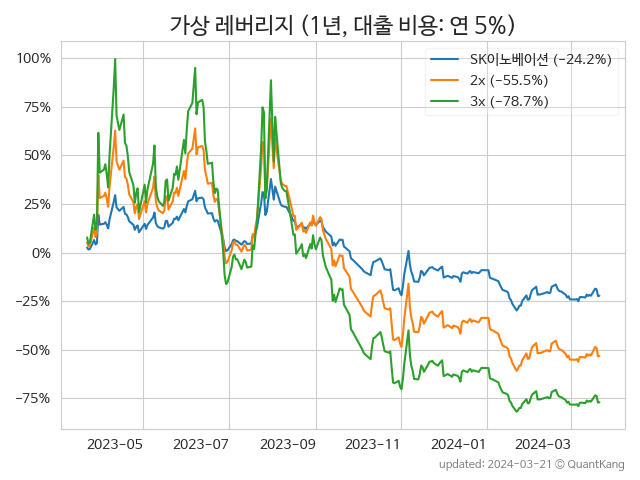 가상 레버리지 (1년, 대출 비용: 연 5%)
SK이노베이션 (−24.2%)
2x (−55.5%)
3x (−78.7%)
100%
75%
50%
25%
0%
−25%
−50%
−75%
2023-05
2023-07
2023-09
2023-11
2024-01
2024-03
updated: 2024-03-21 © QuantKang